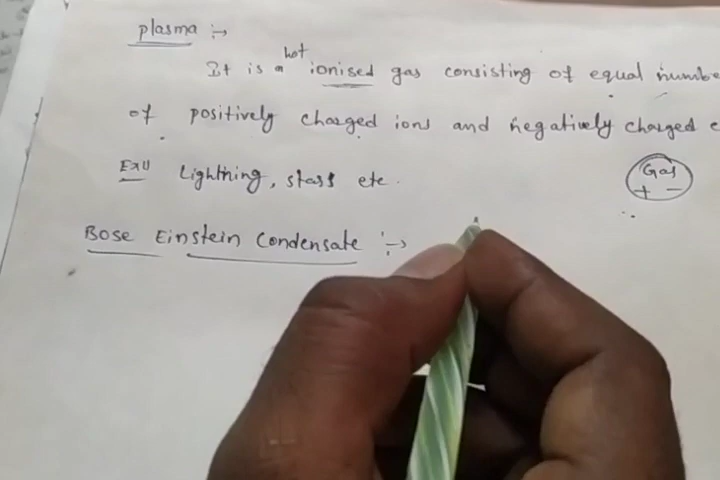 plasma :→
It is a hot ionised gas consisting of equal numbe
of positively charged ions and negatively charged e
Ex:- Lightning, stars etc.
Gas
+ -
Bose Einstein Condensate :→